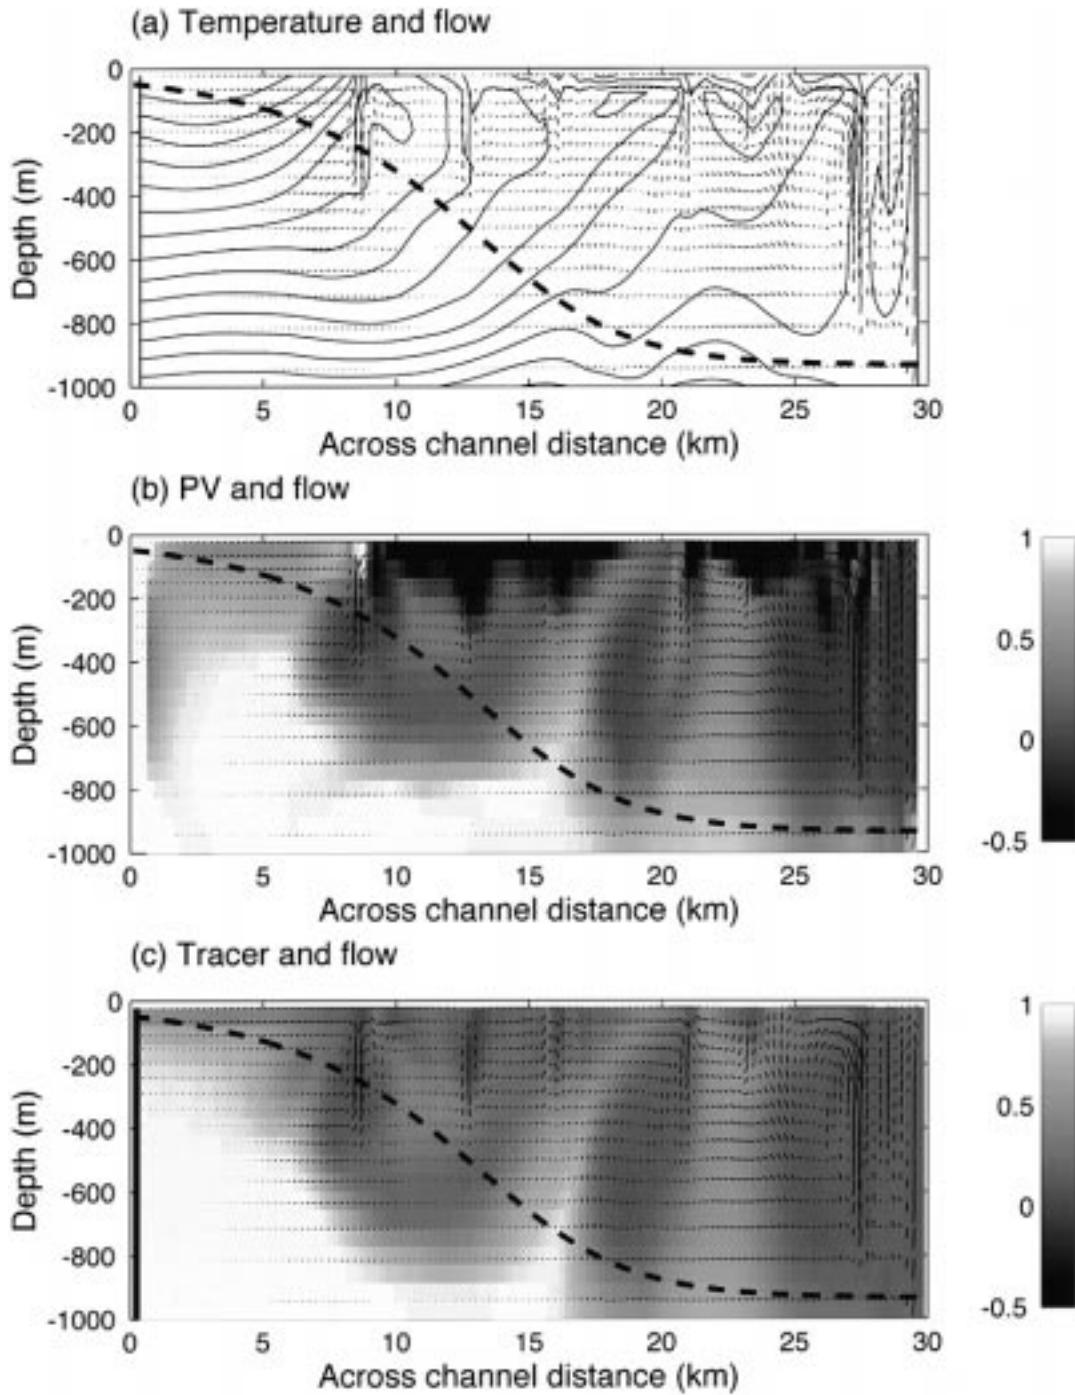 (a) Temperature and flow
0
-200
-400
-600
-800
-1000
Depth (m)
0 5 10 15 20 25 30
Across channel distance (km)
(b) PV and flow
0
-200
-400
-600
-800
-1000
Depth (m)
0 5 10 15 20 25 30
Across channel distance (km)
1
0.5
0
-0.5
(c) Tracer and flow
0
-200
-400
-600
-800
-1000
Depth (m)
0 5 10 15 20 25 30
Across channel distance (km)
1
0.5
0
-0.5